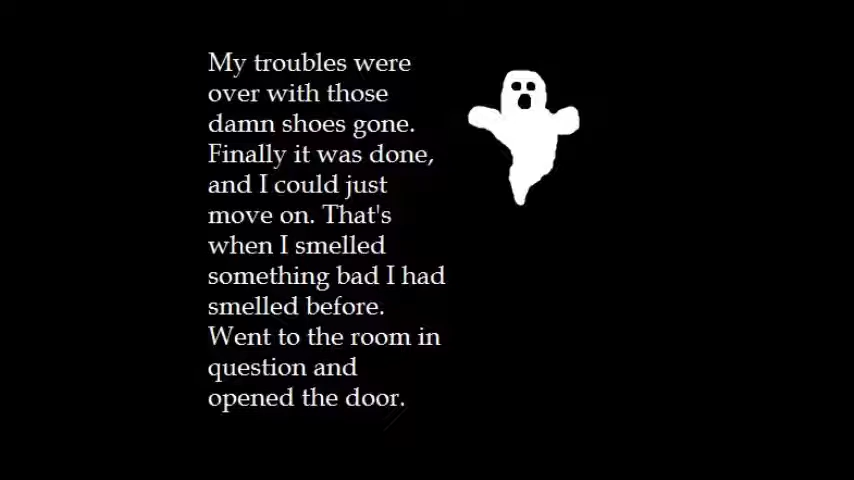 My troubles were
over with those
damn shoes gone.
Finally it was done,
and I could just
move on. That's
when I smelled
something bad I had
smelled before.
Went to the room in
question and
opened the door.